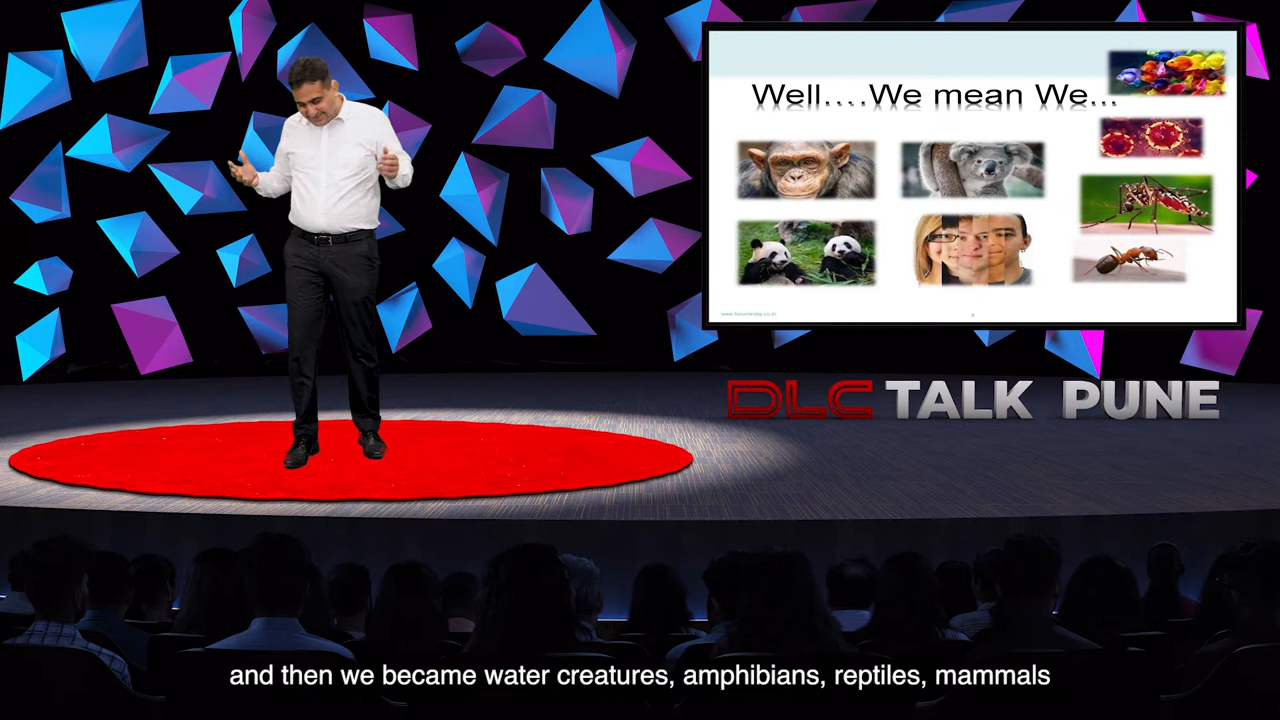 Well....We mean We...
DLC TALK PUNE
and then we became water creatures, amphibians, reptiles, mammals